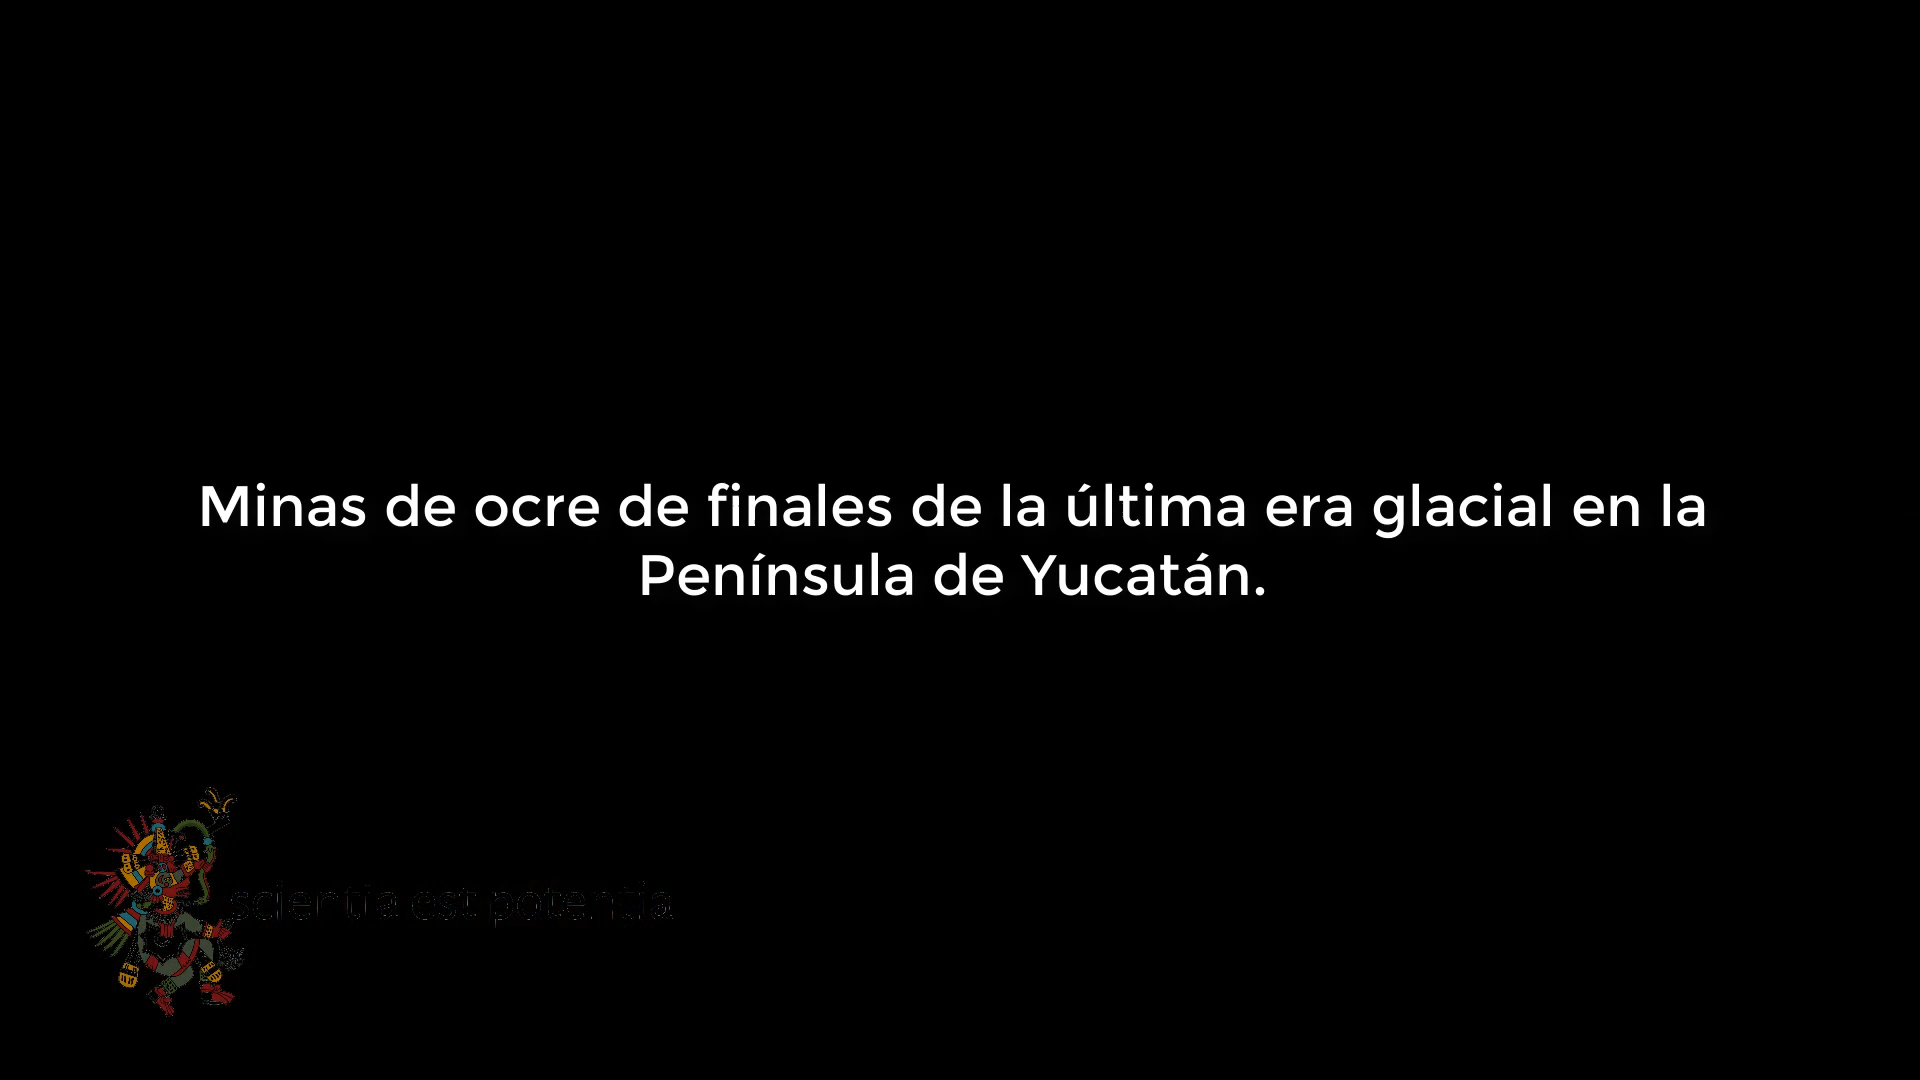 Minas de ocre de finales de la última era glacial en la
Península de Yucatán.
scientia est potentia